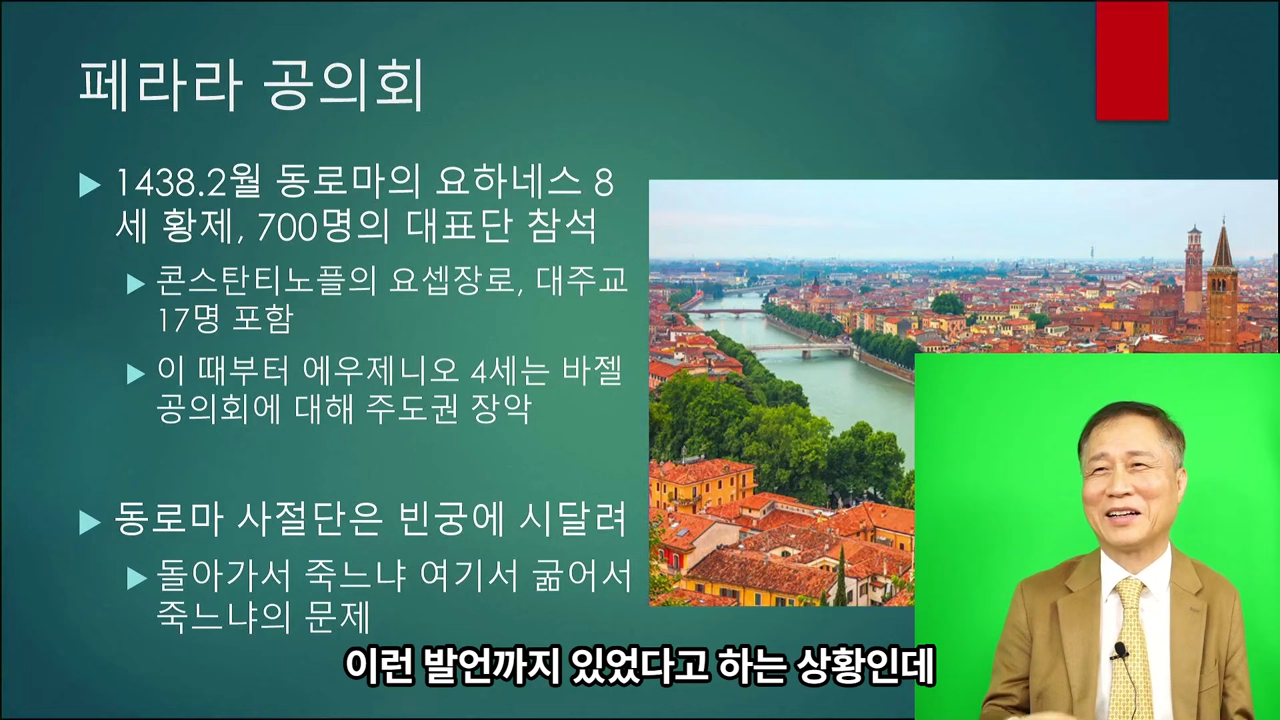 페라라 공의회
1438.2월 동로마의 요하네스 8
세 황제, 700명의 대표단 참석
콘스탄티노플의 요셉장로, 대주교
17명 포함
이 때부터 에우제니오 4세는 바젤
공의회에 대해 주도권 장악
동로마 사절단은 빈궁에 시달려
돌아가서 죽느냐 여기서 굶어서
죽느냐의 문제
이런 발언까지 있었다고 하는 상황인데